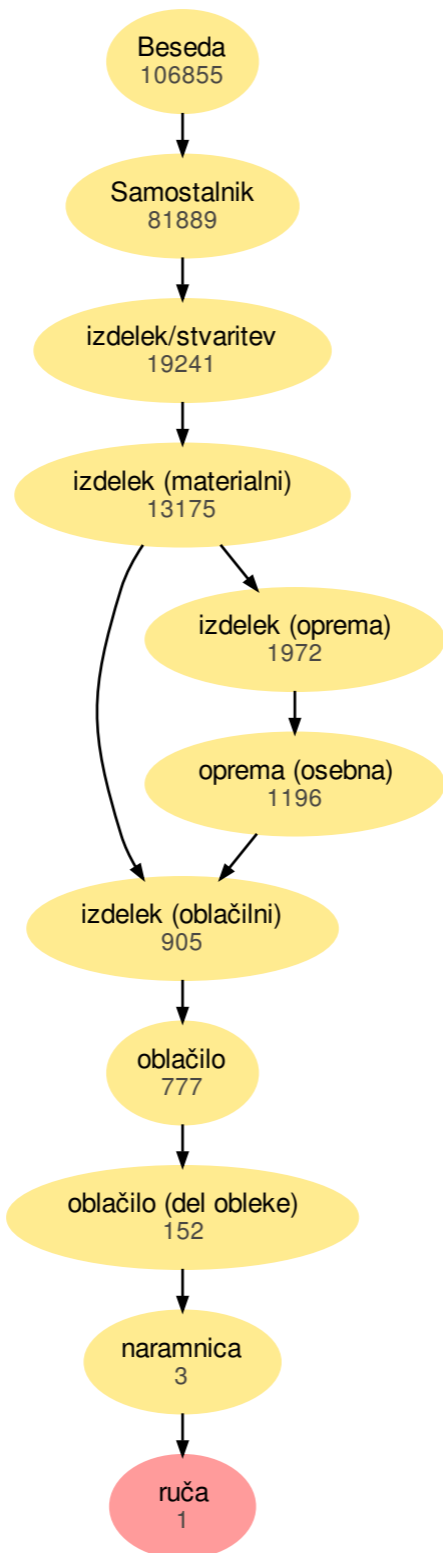 Beseda
106855
Samostalnik
81889
izdelek/stvaritev
19241
izdelek (materialni)
13175
izdelek (oprema)
1972
oprema (osebna)
1196
izdelek (oblačilni)
905
oblačilo
777
oblačilo (del obleke)
152
naramnica
3
ruča
1